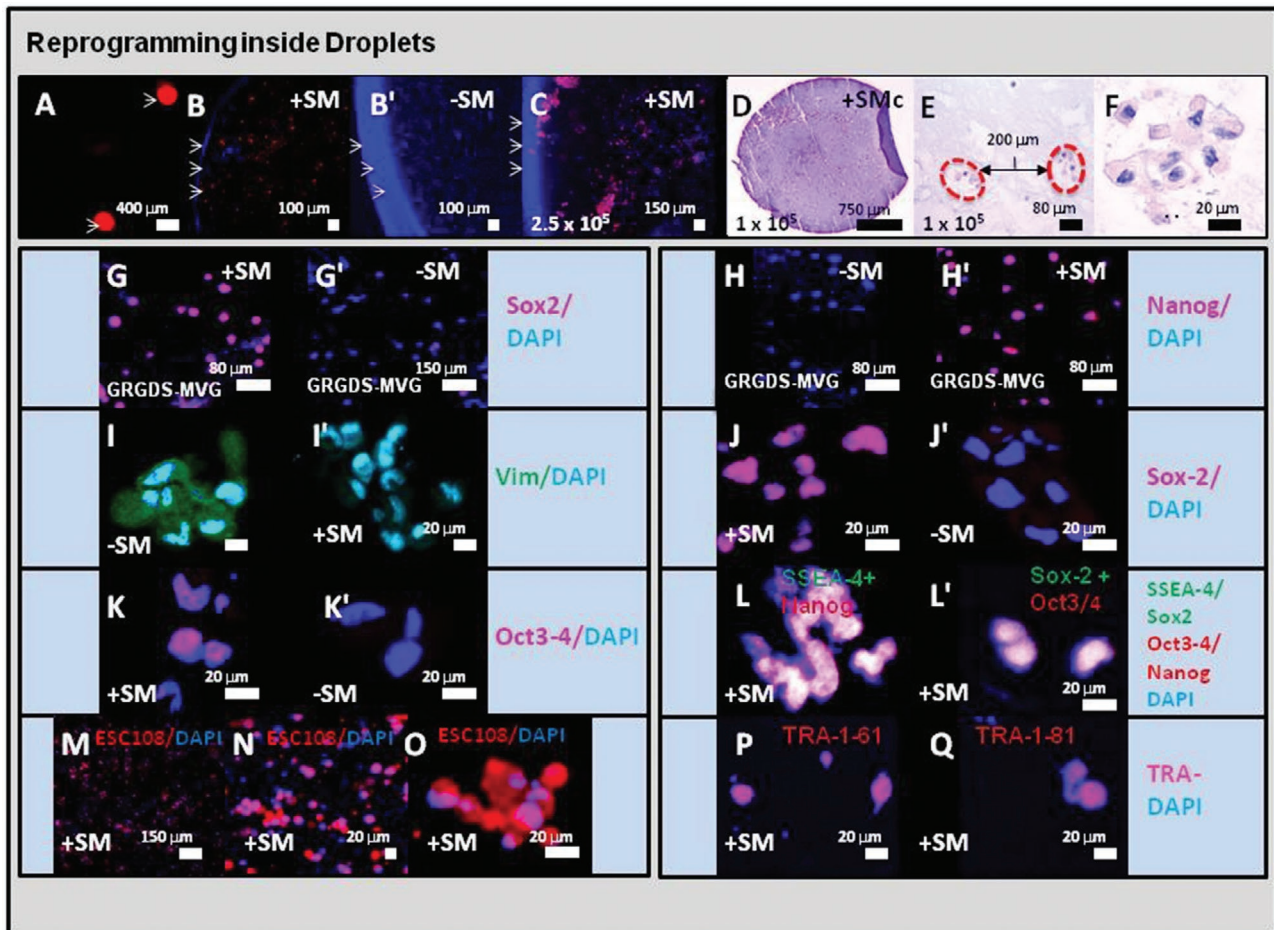 Reprogramming inside Droplets
A
400 µm
B
+SM
100 µm
B'
-SM
100 µm
C
+SM
2.5 x 10⁵
150 µm
D
+SMc
1 x 10⁵
750 µm
E
200 µm
1 x 10⁵
80 µm
F
20 µm
G
+SM
80 µm
GRGDS-MVG
G'
-SM
150 µm
GRGDS-MVG
Sox2/
DAPI
H
-SM
80 µm
GRGDS-MVG
H'
+SM
80 µm
GRGDS-MVG
Nanog/
DAPI
I
-SM
I'
+SM
20 µm
Vim/DAPI
J
+SM
20 µm
J'
-SM
20 µm
Sox-2/
DAPI
K
+SM
20 µm
K'
-SM
20 µm
Oct3-4/DAPI
L
SSEA-4+
Nanog
+SM
20 µm
L'
Sox-2 +
Oct3/4
+SM
20 µm
SSEA-4/
Sox2
Oct3-4/
Nanog
DAPI
M
ESC108/DAPI
+SM
150 µm
N
ESC108/DAPI
+SM
20 µm
O
ESC108/DAPI
+SM
20 µm
P
TRA-1-61
+SM
20 µm
Q
TRA-1-81
+SM
20 µm
TRA-
DAPI